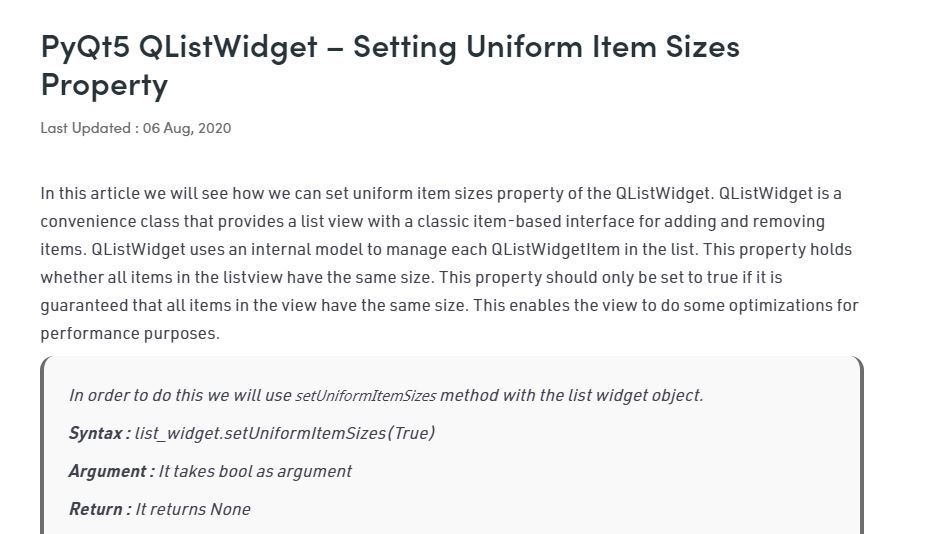 PyQt5 QListWidget – Setting Uniform Item Sizes
Property
Last Updated : 06 Aug, 2020
In this article we will see how we can set uniform item sizes property of the QListWidget. QListWidget is a
convenience class that provides a list view with a classic item-based interface for adding and removing
items. QListWidget uses an internal model to manage each QListWidgetItem in the list. This property holds
whether all items in the listview have the same size. This property should only be set to true if it is
guaranteed that all items in the view have the same size. This enables the view to do some optimizations for
performance purposes.
In order to do this we will use setUniformItemSizes method with the list widget object.
Syntax : list_widget.setUniformItemSizes(True)
Argument : It takes bool as argument
Return : It returns None